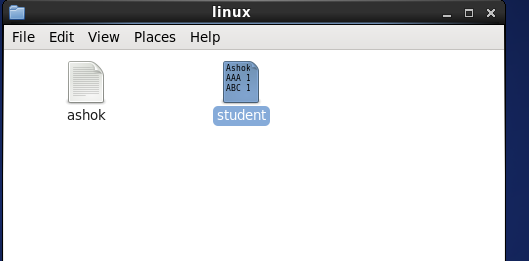 linux
File Edit View Places Help
Ashok
AAA 1
ABC 1
ashok student